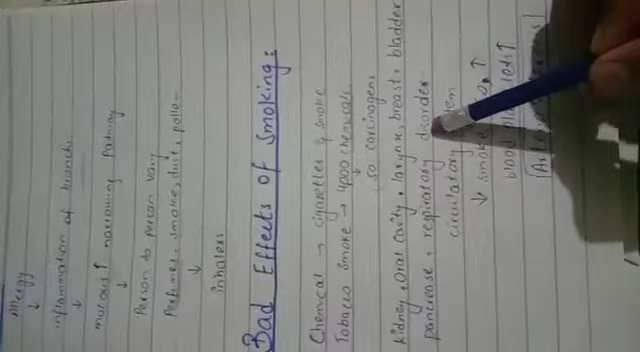 Allergy
↓
inflammation of bronchi
↓
mucous ↑ narrowing Patway
↓
Person to Person vary
Perfumes, smoke, dust, pollen
↓
inhalers
Bad Effects of Smoking:
Chemical → cigarettes & smoke
Tobacco smoke → 4000 chemicals
↓
50 carcinogens
Kidney, Oral cavity, larynx, breast, bladder
pancrease, respiratory disorder
circulatory
↓ smoke ↑
blood